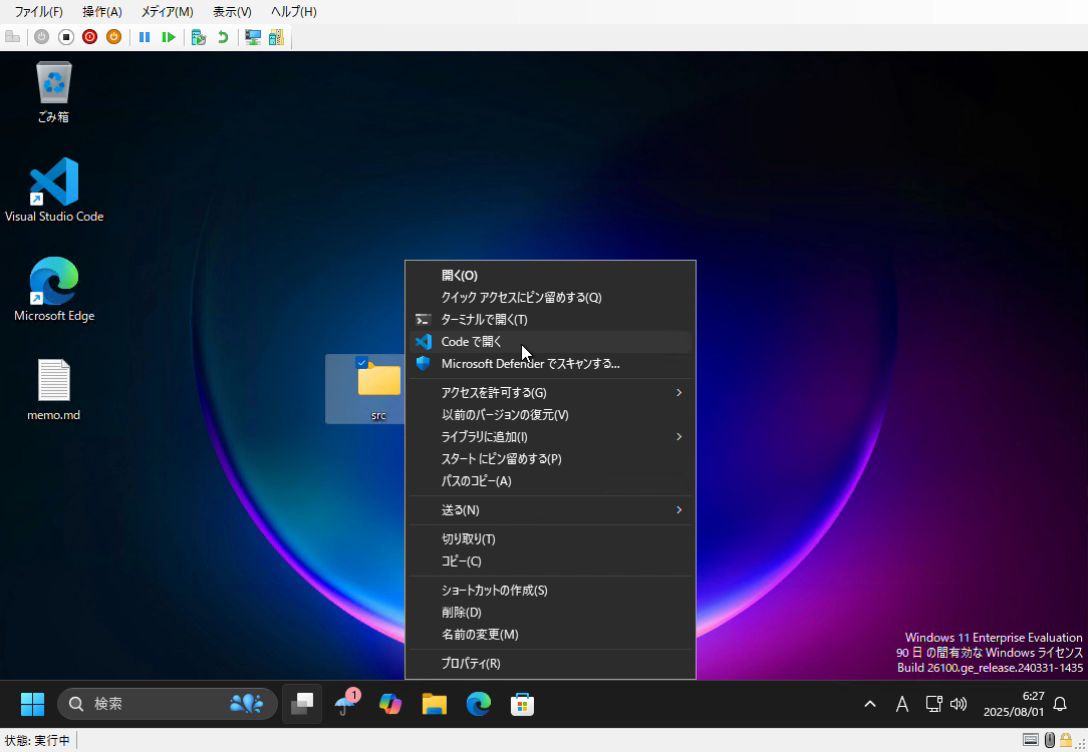 ファイル(F) 操作(A) メディア(M) 表示(V) ヘルプ(H)
ごみ箱
Visual Studio Code
Microsoft Edge
memo.md
src
開く(O)
クイック アクセスにピン留めする(Q)
ターミナルで開く(T)
Code で開く
Microsoft Defender でスキャンする...
アクセスを許可する(G)
以前のバージョンの復元(V)
ライブラリに追加(I)
スタート にピン留めする(P)
パスのコピー(A)
送る(N)
切り取り(T)
コピー(C)
ショートカットの作成(S)
削除(D)
名前の変更(M)
プロパティ(R)
Windows 11 Enterprise Evaluation
90 日 の間有効な Windows ライセンス
Build 26100.ge_release.240331-1435
検索
1
A
6:27
2025/08/01
状態: 実行中